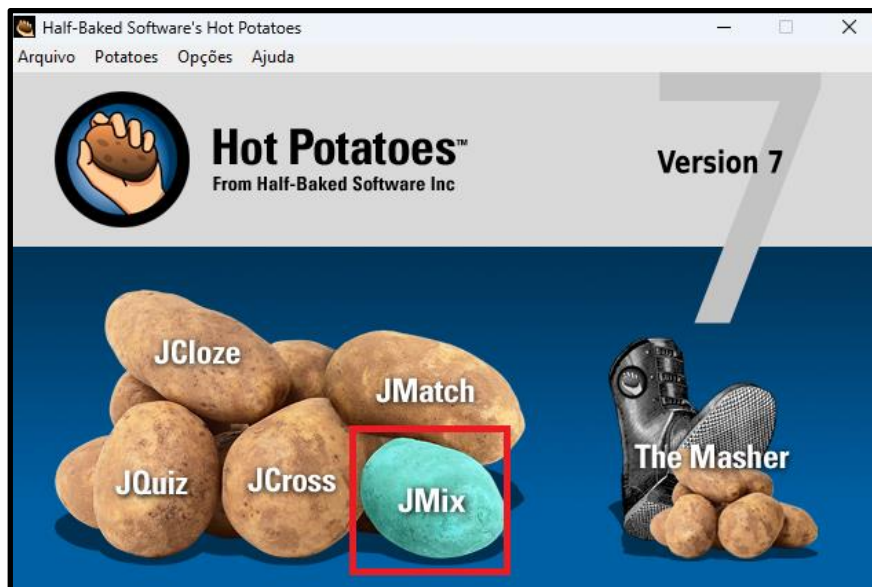 Half-Baked Software's Hot Potatoes
Arquivo Potatoes Opções Ajuda
Hot Potatoes™
From Half-Baked Software Inc
Version 7
7
JCloze
JMatch
JQuiz
JCross
JMix
The Masher